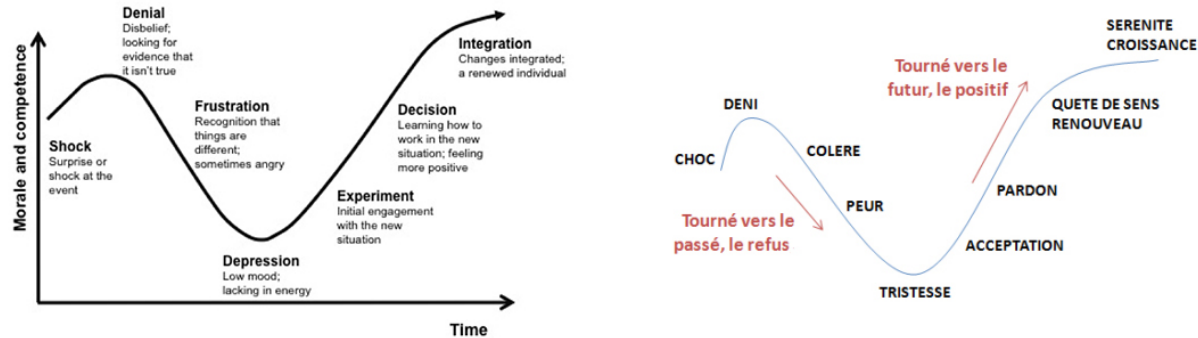 Denial
Disbelief;
looking for
evidence that
it isn't true
Frustration
Recognition that
things are
different;
sometimes angry
Shock
Surprise or
shock at the
event
Depression
Low mood;
lacking in energy
Experiment
Initial engagement
with the new
situation
Decision
Learning how to
work in the new
situation; feeling
more positive
Integration
Changes integrated;
a renewed individual
Morale and competence
Time
CHOC
DENI
COLERE
PEUR
TRISTESSE
ACCEPTATION
PARDON
QUETE DE SENS
RENOUVEAU
SERENITE
CROISSANCE
Tourné vers le
passé, le refus
Tourné vers le
futur, le positif